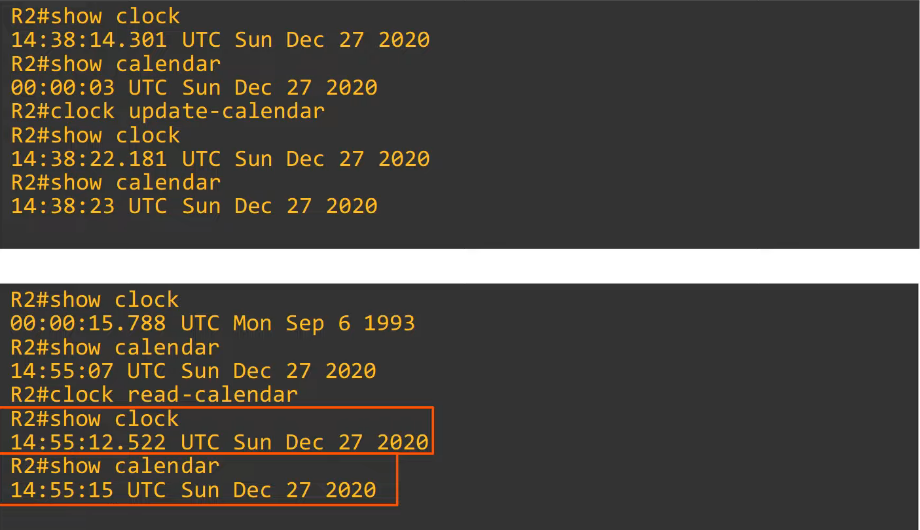 R2#show clock
14:38:14.301 UTC Sun Dec 27 2020
R2#show calendar
00:00:03 UTC Sun Dec 27 2020
R2#clock update-calendar
R2#show clock
14:38:22.181 UTC Sun Dec 27 2020
R2#show calendar
14:38:23 UTC Sun Dec 27 2020
R2#show clock
00:00:15.788 UTC Mon Sep 6 1993
R2#show calendar
14:55:07 UTC Sun Dec 27 2020
R2#clock read-calendar
R2#show clock
14:55:12.522 UTC Sun Dec 27 2020
R2#show calendar
14:55:15 UTC Sun Dec 27 2020